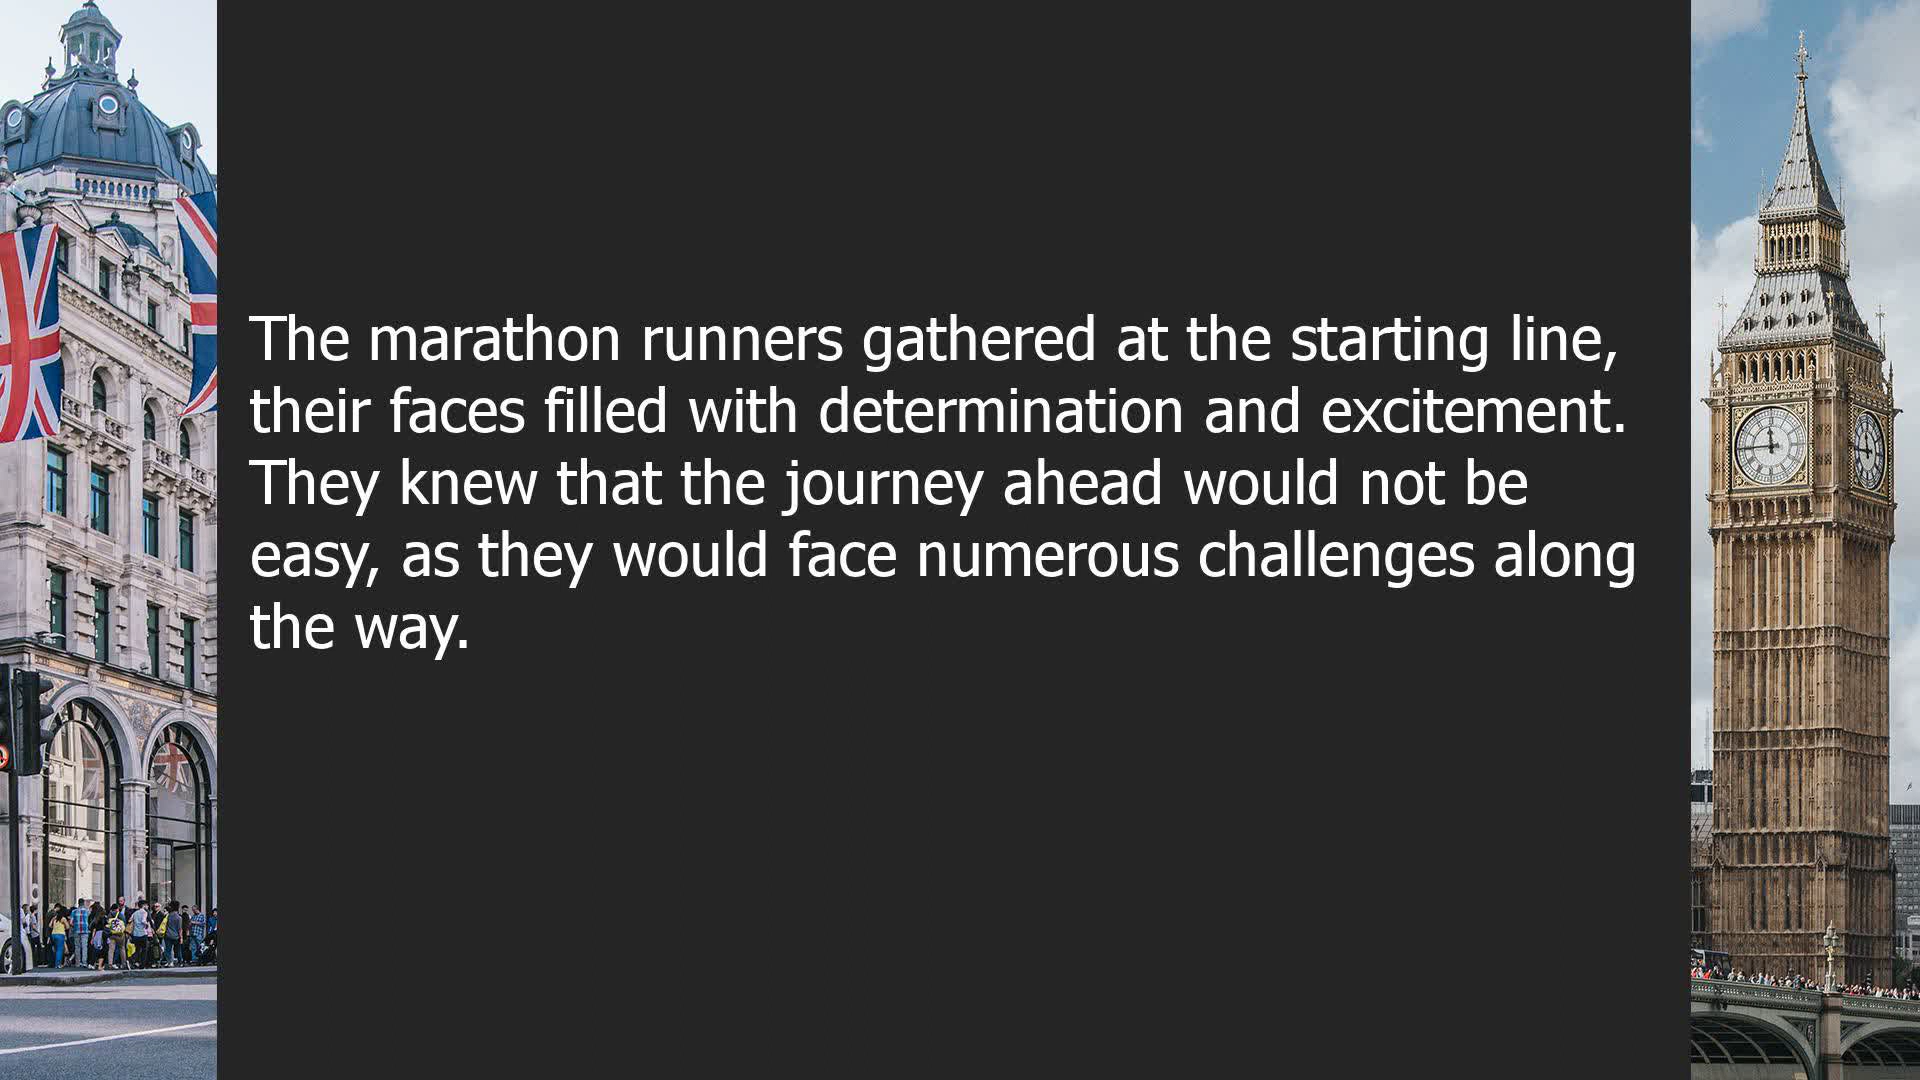 The marathon runners gathered at the starting line,
their faces filled with determination and excitement.
They knew that the journey ahead would not be
easy, as they would face numerous challenges along
the way.